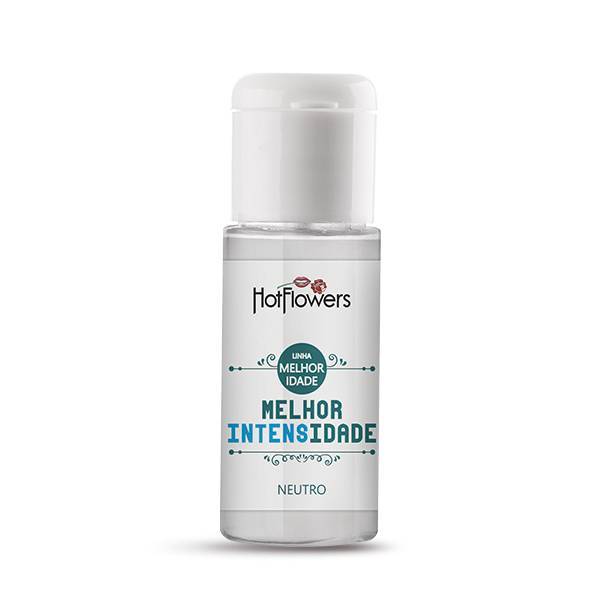 HotFlowers
LINHA
MELHOR
IDADE
MELHOR
INTENSIDADE
NEUTRO